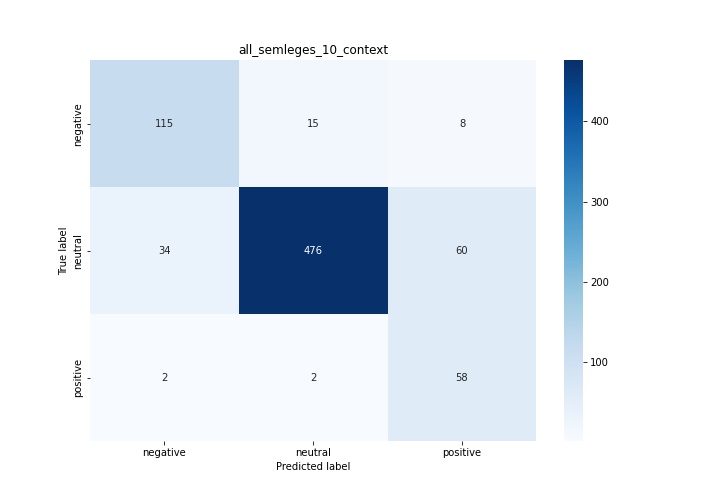 all_semleges_10_context
negative
115
15
8
neutral
34
476
60
positive
2
2
58
True label
negative
neutral
positive
Predicted label
400
300
200
100